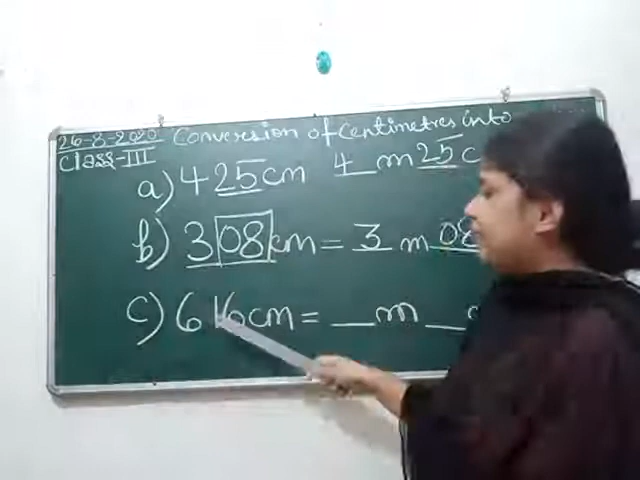 26-8-2020 Conversion of Centimetres into
Class-III
a) 425cm 4 m 25 c
b) 308cm = 3 m 08
c) 616cm = __m __